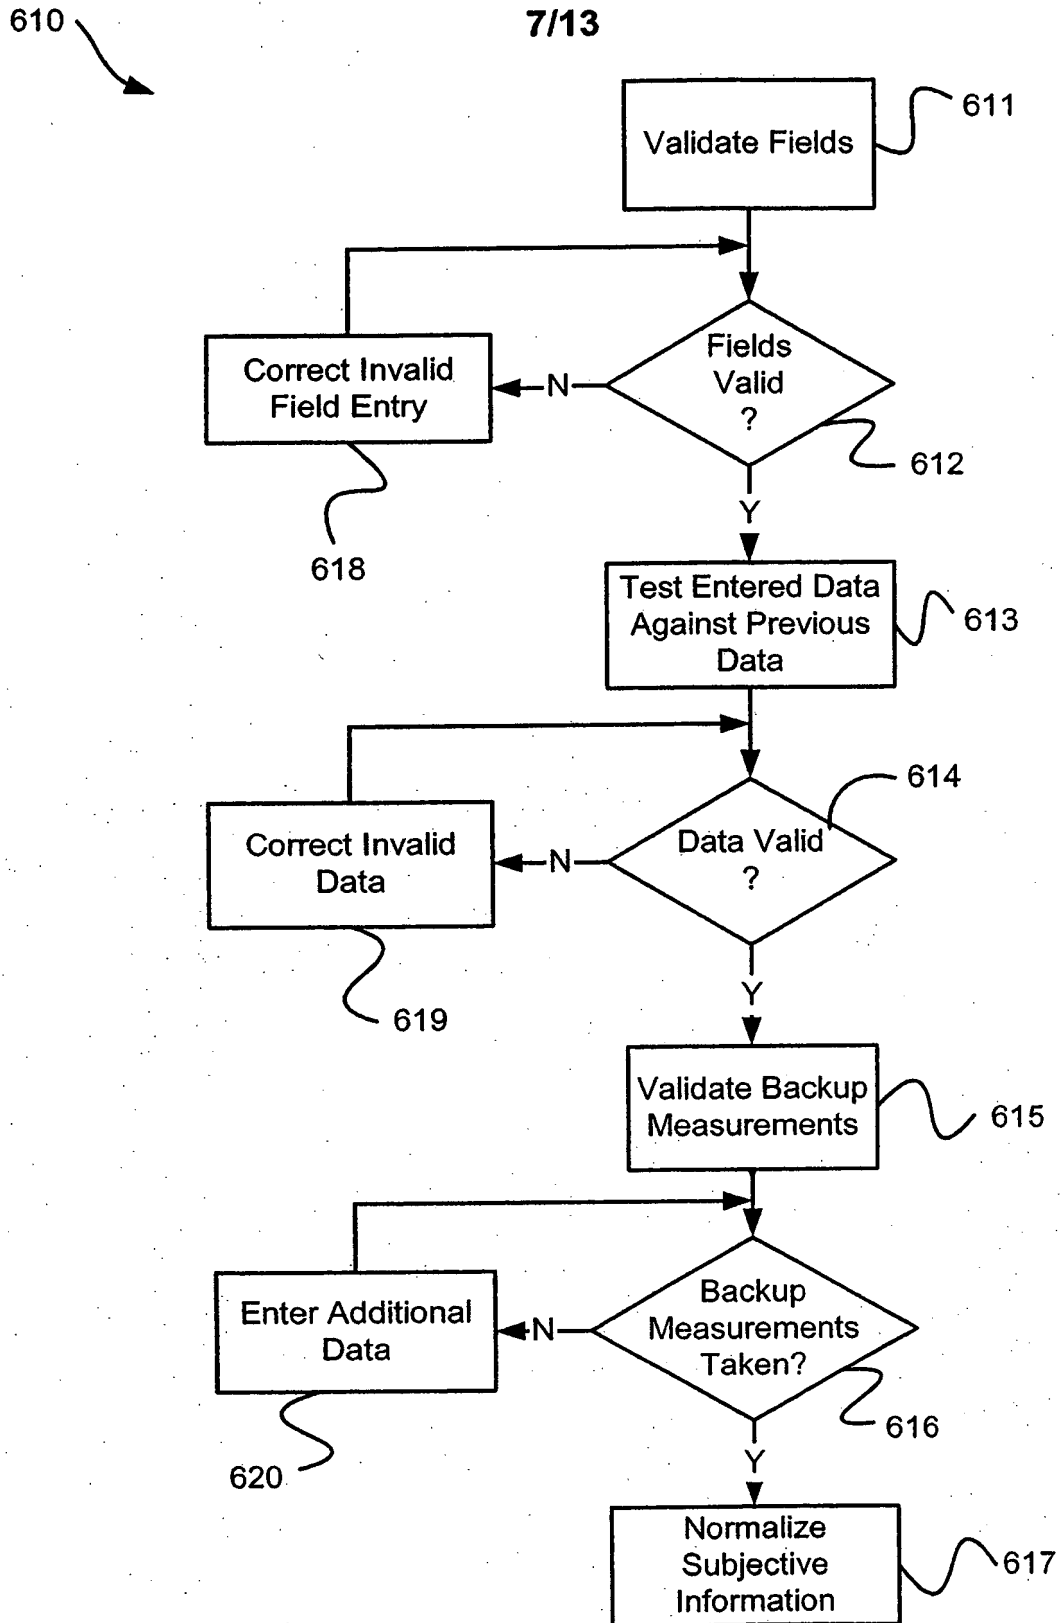 610
7/13
Validate Fields
611
Fields
Valid
?
612
N
Correct Invalid
Field Entry
618
Y
Test Entered Data
Against Previous
Data
613
614
Data Valid
?
N
Correct Invalid
Data
619
Y
Validate Backup
Measurements
615
Backup
Measurements
Taken?
616
N
Enter Additional
Data
620
Y
Normalize
Subjective
Information
617